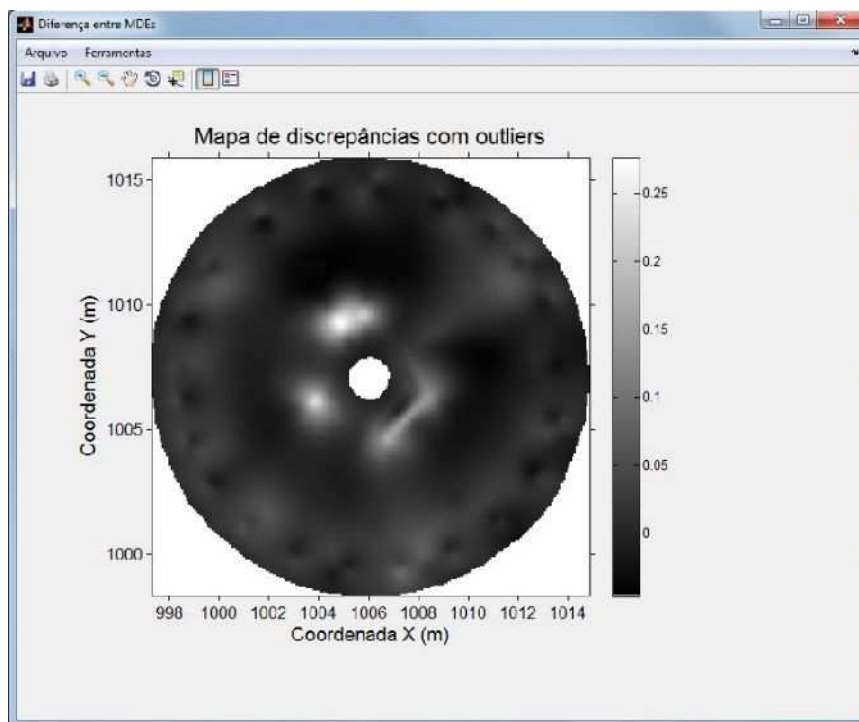 Diferença entre MDEs
Arquivo Ferramentas
Mapa de discrepâncias com outliers
1015
1010
1005
1000
Coordenada Y (m)
998 1000 1002 1004 1006 1008 1010 1012 1014
Coordenada X (m)
0.25
0.2
0.15
0.1
0.05
0